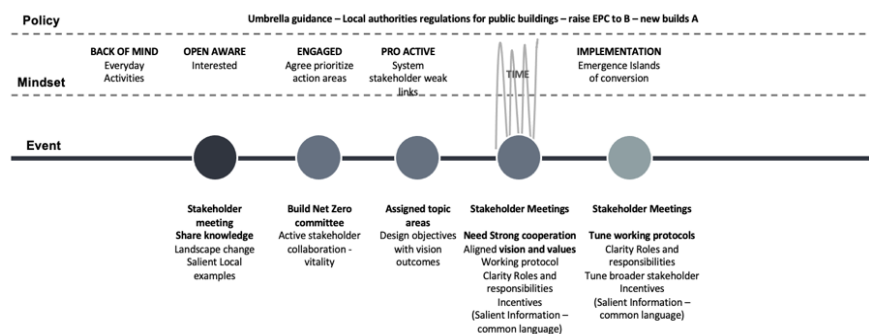 Policy
Umbrella guidance – Local authorities regulations for public buildings – raise EPC to B – new builds A
Mindset
BACK OF MIND
Everyday
Activities
OPEN AWARE
Interested
ENGAGED
Agree prioritize
action areas
PRO ACTIVE
System
stakeholder weak
links
TIME
IMPLEMENTATION
Emergence Islands
of conversion
Event
Stakeholder
meeting
Share knowledge
Landscape change
Salient Local
examples
Build Net Zero
committee
Active stakeholder
collaboration -
vitality
Assigned topic
areas
Design objectives
with vision
outcomes
Stakeholder Meetings
Need Strong cooperation
Aligned vision and values
Working protocol
Clarity Roles and
responsibilities
Incentives
(Salient Information –
common language)
Stakeholder Meetings
Tune working protocols
Clarity Roles and
responsibilities
Tune broader stakeholder
Incentives
(Salient Information –
common language)